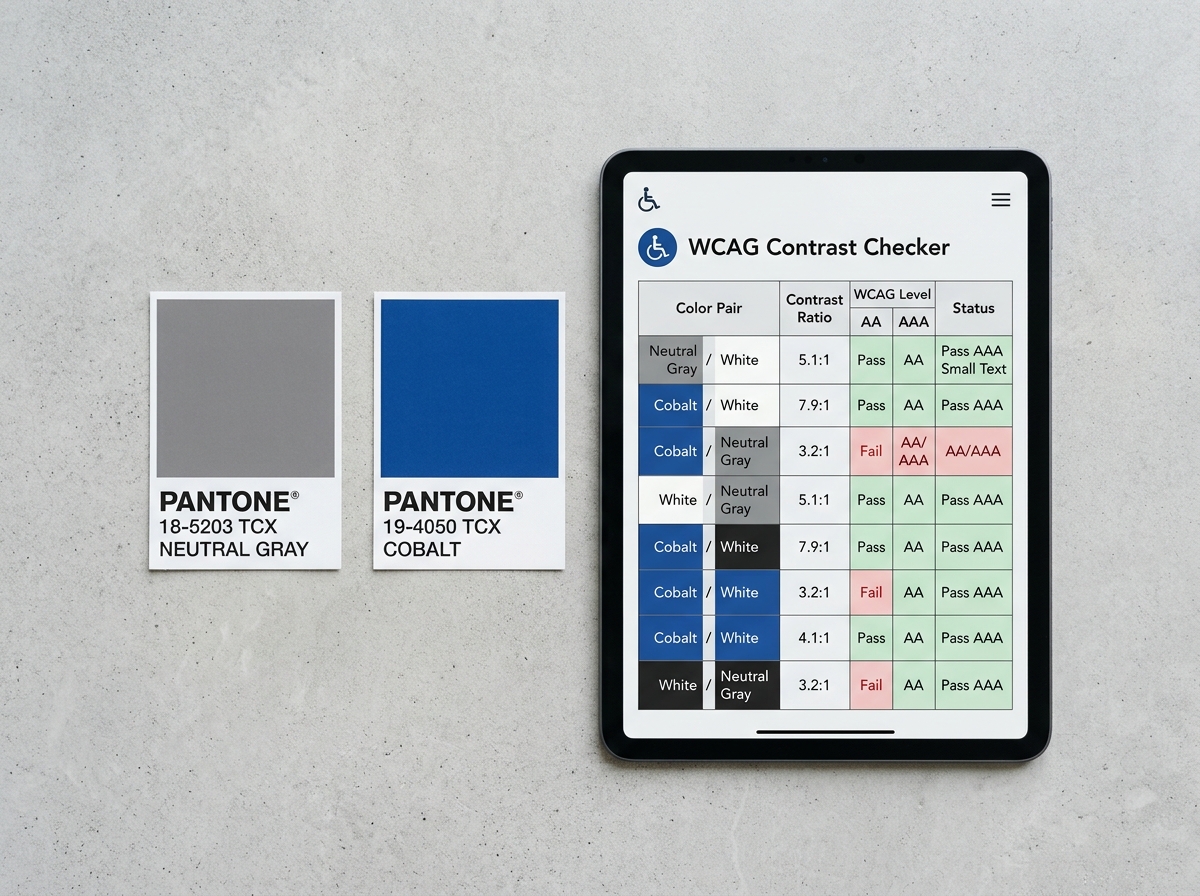 PANTONE®
18-5203 TCX
NEUTRAL GRAY
PANTONE®
19-4050 TCX
COBALT
WCAG Contrast Checker
Color Pair
Contrast
Ratio
WCAG Level
AA AAA
Status
Neutral
Gray / White 5.1:1 Pass AA Pass AAA
Small Text
Cobalt / White 7.9:1 Pass AA Pass AAA
Cobalt / Neutral
Gray 3.2:1 Fail AA/
AAA AA/AAA
White / Neutral
Gray 5.1:1 Pass AA Pass AAA
Cobalt / White 7.9:1 Pass AA Pass AAA
Cobalt / White 3.2:1 Fail AA Pass AAA
Cobalt / White 4.1:1 Pass AA Pass AAA
White / Neutral
Gray 3.2:1 Fail AA Pass AAA